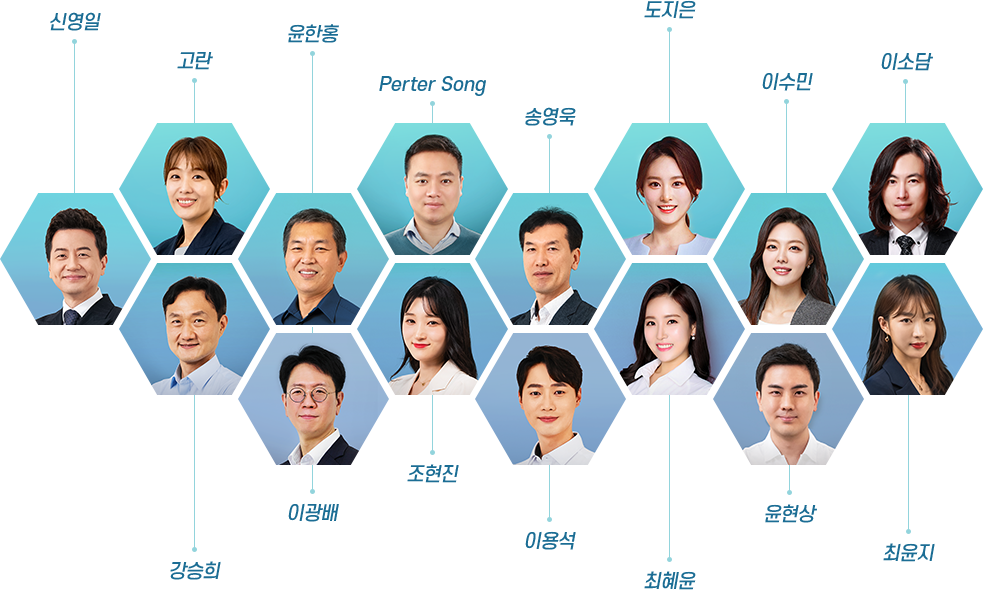 신영일
고란
윤한홍
Perter Song
송영욱
도지은
이수민
이소담
강승희
이광배
조현진
이용석
최혜윤
윤현상
최윤지